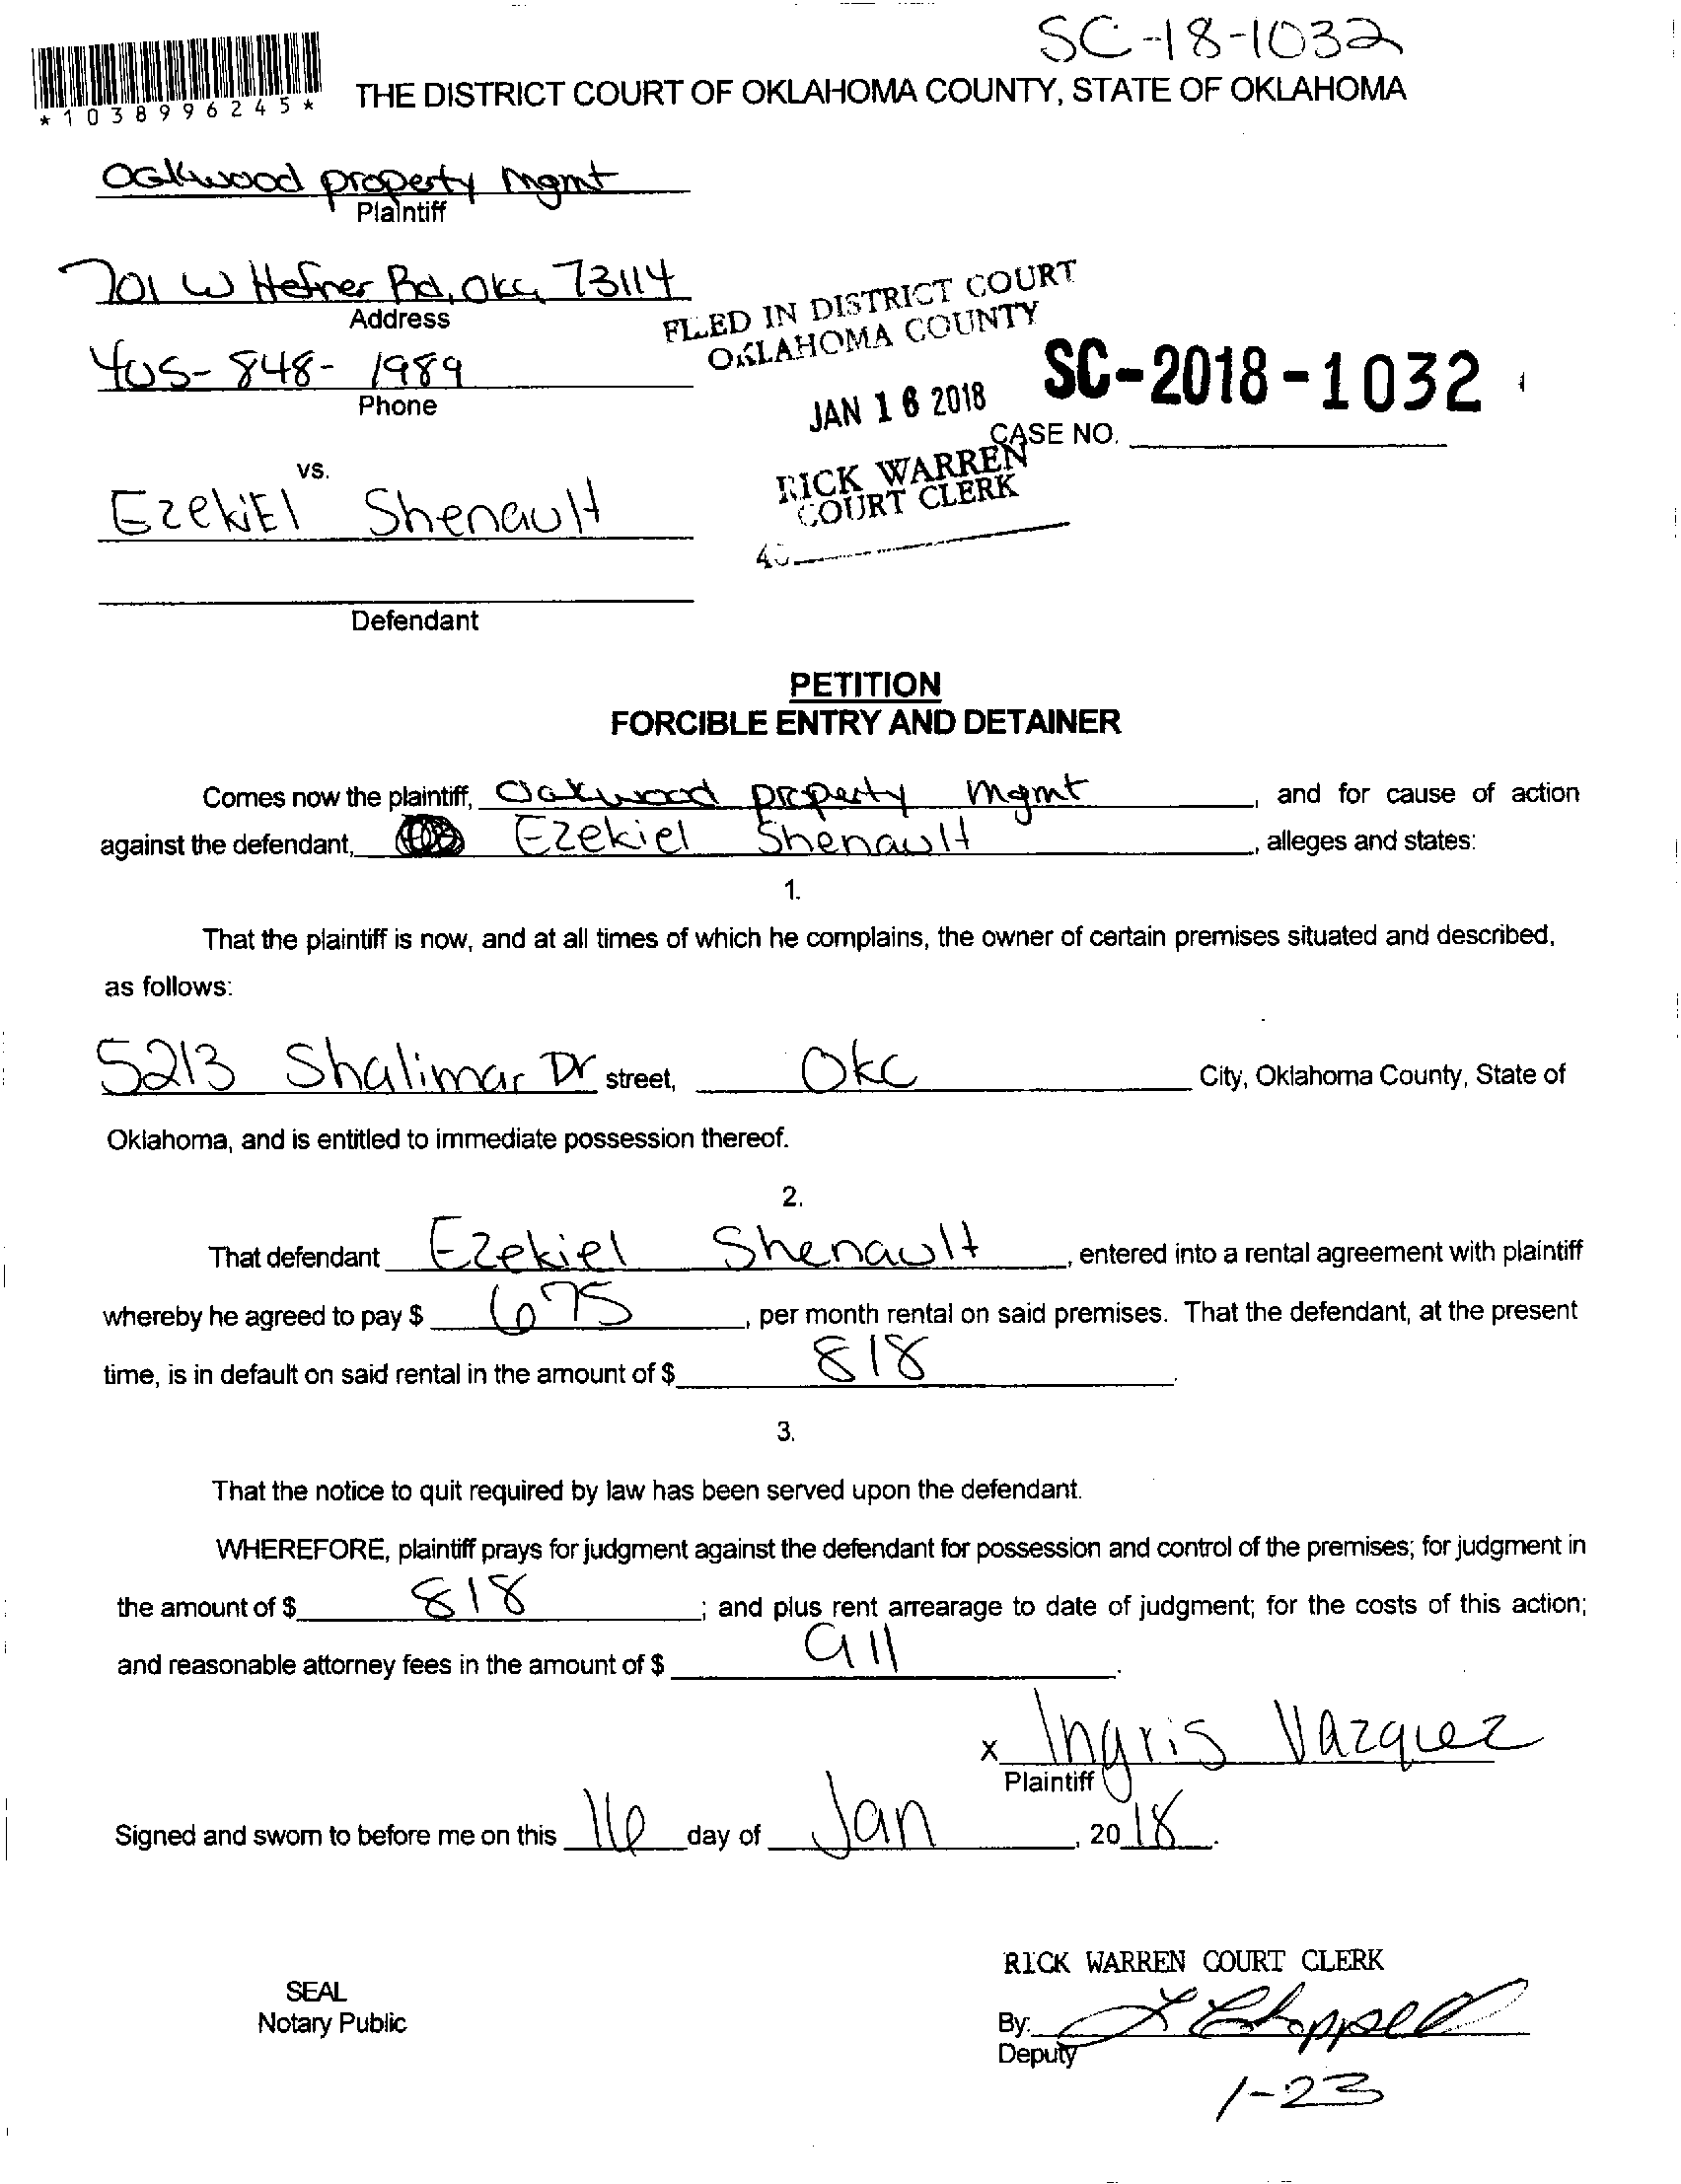 SC-18-1032
*1038996245*
THE DISTRICT COURT OF OKLAHOMA COUNTY, STATE OF OKLAHOMA
Oakwood property mgmt
Plaintiff
701 W Hefner Rd, OKC, 73114
Address
405-848-1989
Phone
FILED IN DISTRICT COURT
OKLAHOMA COUNTY
JAN 16 2018
SC-2018-1032
CASE NO.
RICK WARREN
COURT CLERK
vs.
EzekiEl Shenault
Defendant
PETITION
FORCIBLE ENTRY AND DETAINER
Comes now the plaintiff, Oakwood property mgmt, and for cause of action
against the defendant, Ezekiel Shenault, alleges and states:
1.
That the plaintiff is now, and at all times of which he complains, the owner of certain premises situated and described,
as follows:
5213 Shalimar Dr street, Okc City, Oklahoma County, State of
Oklahoma, and is entitled to immediate possession thereof.
2.
That defendant Ezekiel Shenault, entered into a rental agreement with plaintiff
whereby he agreed to pay $ 675, per month rental on said premises. That the defendant, at the present
time, is in default on said rental in the amount of $ 818.
3.
That the notice to quit required by law has been served upon the defendant.
WHEREFORE, plaintiff prays for judgment against the defendant for possession and control of the premises; for judgment in
the amount of $ 818; and plus rent arrearage to date of judgment; for the costs of this action;
and reasonable attorney fees in the amount of $ all.
x Ingris Vazquez
Plaintiff
Signed and sworn to before me on this 16 day of Jan, 2018.
RICK WARREN COURT CLERK
SEAL
Notary Public
By:
Deputy
1-23